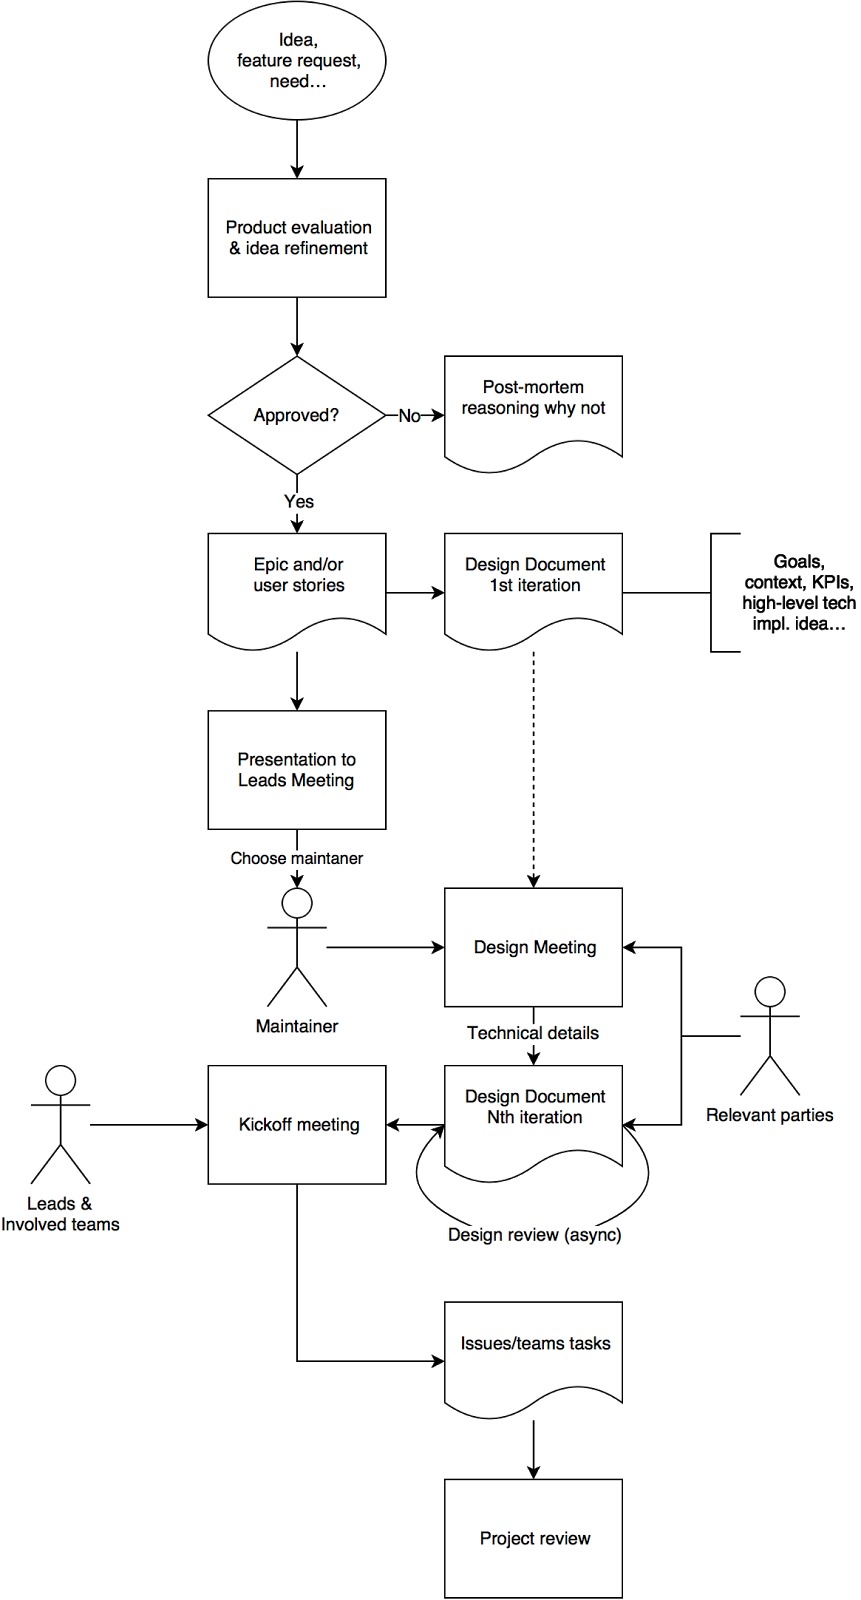 Idea,
feature request,
need…
Product evaluation
& idea refinement
Approved?
No
Post-mortem
reasoning why not
Yes
Epic and/or
user stories
Design Document
1st iteration
Goals,
context, KPIs,
high-level tech
impl. idea…
Presentation to
Leads Meeting
Choose maintaner
Maintainer
Design Meeting
Technical details
Relevant parties
Leads &
Involved teams
Kickoff meeting
Design Document
Nth iteration
Design review (async)
Issues/teams tasks
Project review